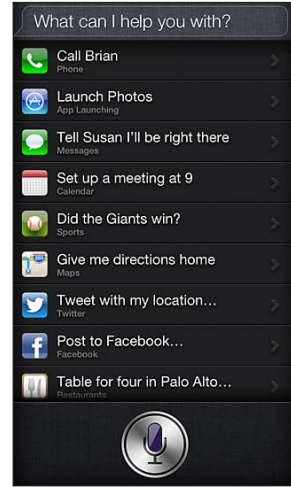 What can I help you with?
Call Brian
Phone
Launch Photos
App Launching
Tell Susan I'll be right there
Messages
Set up a meeting at 9
Calendar
Did the Giants win?
Sports
Give me directions home
Maps
Tweet with my location...
Twitter
Post to Facebook...
Facebook
Table for four in Palo Alto...
Restaurants